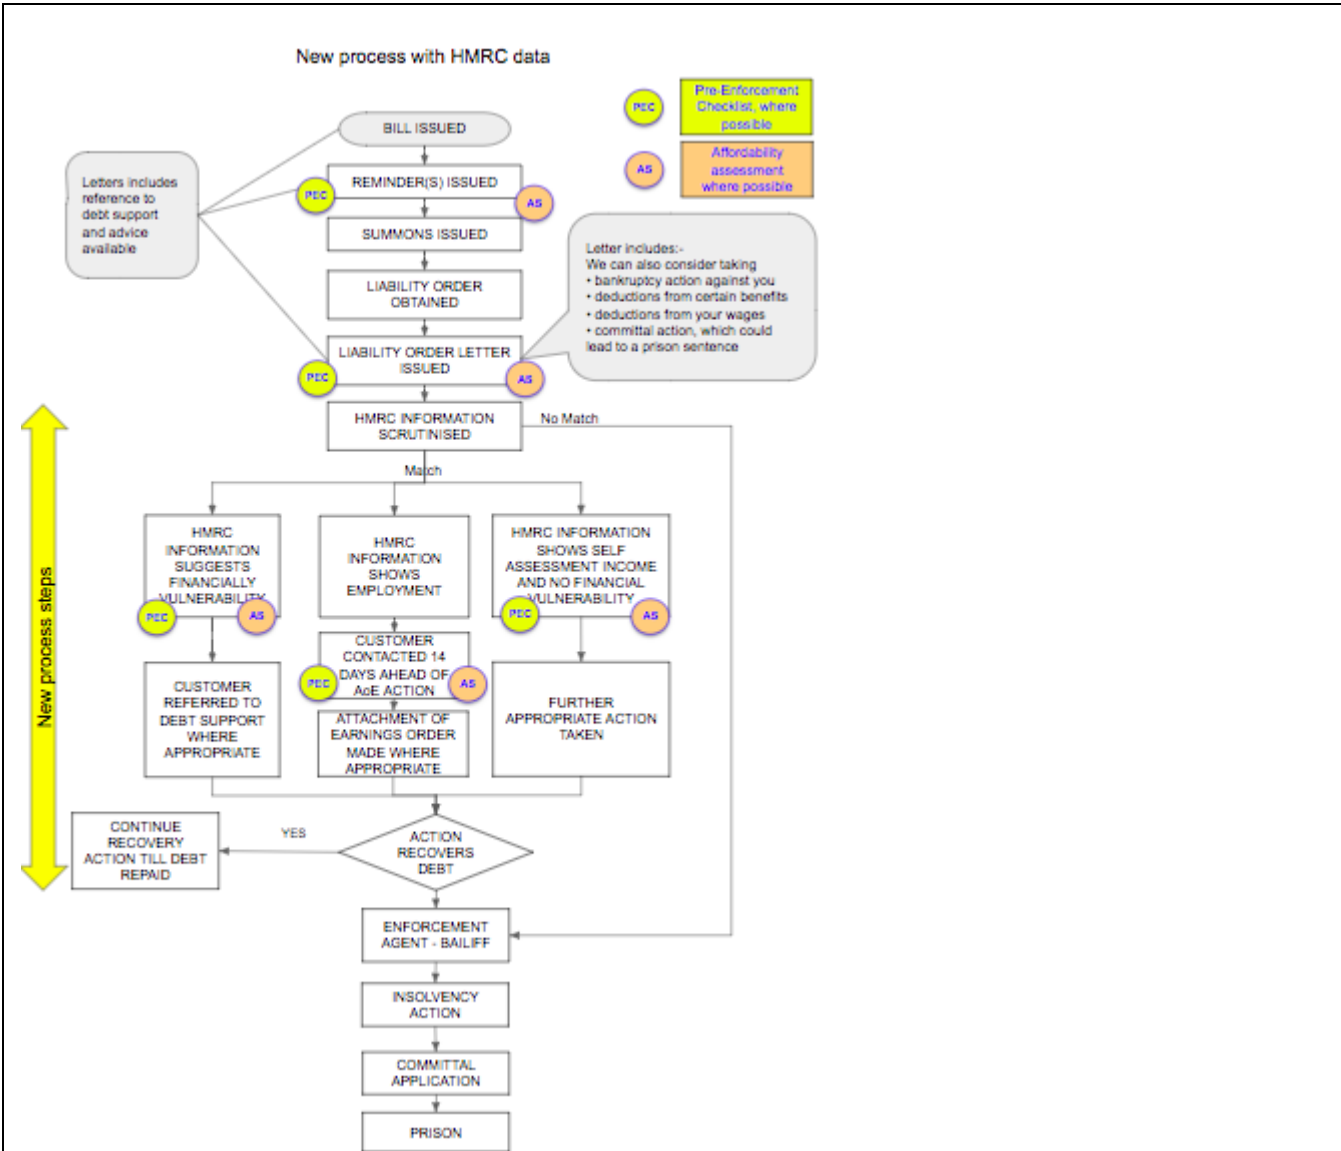 New process with HMRC data
PEC
Pre-Enforcement
Checklist, where
possible
AS
Affordability
assessment
where possible
BILL ISSUED
Letters includes
reference to
debt support
and advice
available
REMINDER(S) ISSUED
PEC
AS
SUMMONS ISSUED
Letter includes:-
We can also consider taking
• bankruptcy action against you
• deductions from certain benefits
• deductions from your wages
• committal action, which could
lead to a prison sentence
LIABILITY ORDER
OBTAINED
LIABILITY ORDER LETTER
ISSUED
PEC
AS
HMRC INFORMATION
SCRUTINISED
No Match
Match
New process steps
HMRC
INFORMATION
SUGGESTS
FINANCIALLY
VULNERABILITY
PEC
AS
HMRC
INFORMATION
SHOWS
EMPLOYMENT
HMRC INFORMATION
SHOWS SELF
ASSESSMENT INCOME
AND NO FINANCIAL
VULNERABILITY
PEC
AS
CUSTOMER
CONTACTED 14
DAYS AHEAD OF
AoE ACTION
PEC
AS
CUSTOMER
REFERRED TO
DEBT SUPPORT
WHERE
APPROPRIATE
ATTACHMENT OF
EARNINGS ORDER
MADE WHERE
APPROPRIATE
FURTHER
APPROPRIATE ACTION
TAKEN
CONTINUE
RECOVERY
ACTION TILL DEBT
REPAID
YES
ACTION
RECOVERS
DEBT
ENFORCEMENT
AGENT - BAILIFF
INSOLVENCY
ACTION
COMMITTAL
APPLICATION
PRISON